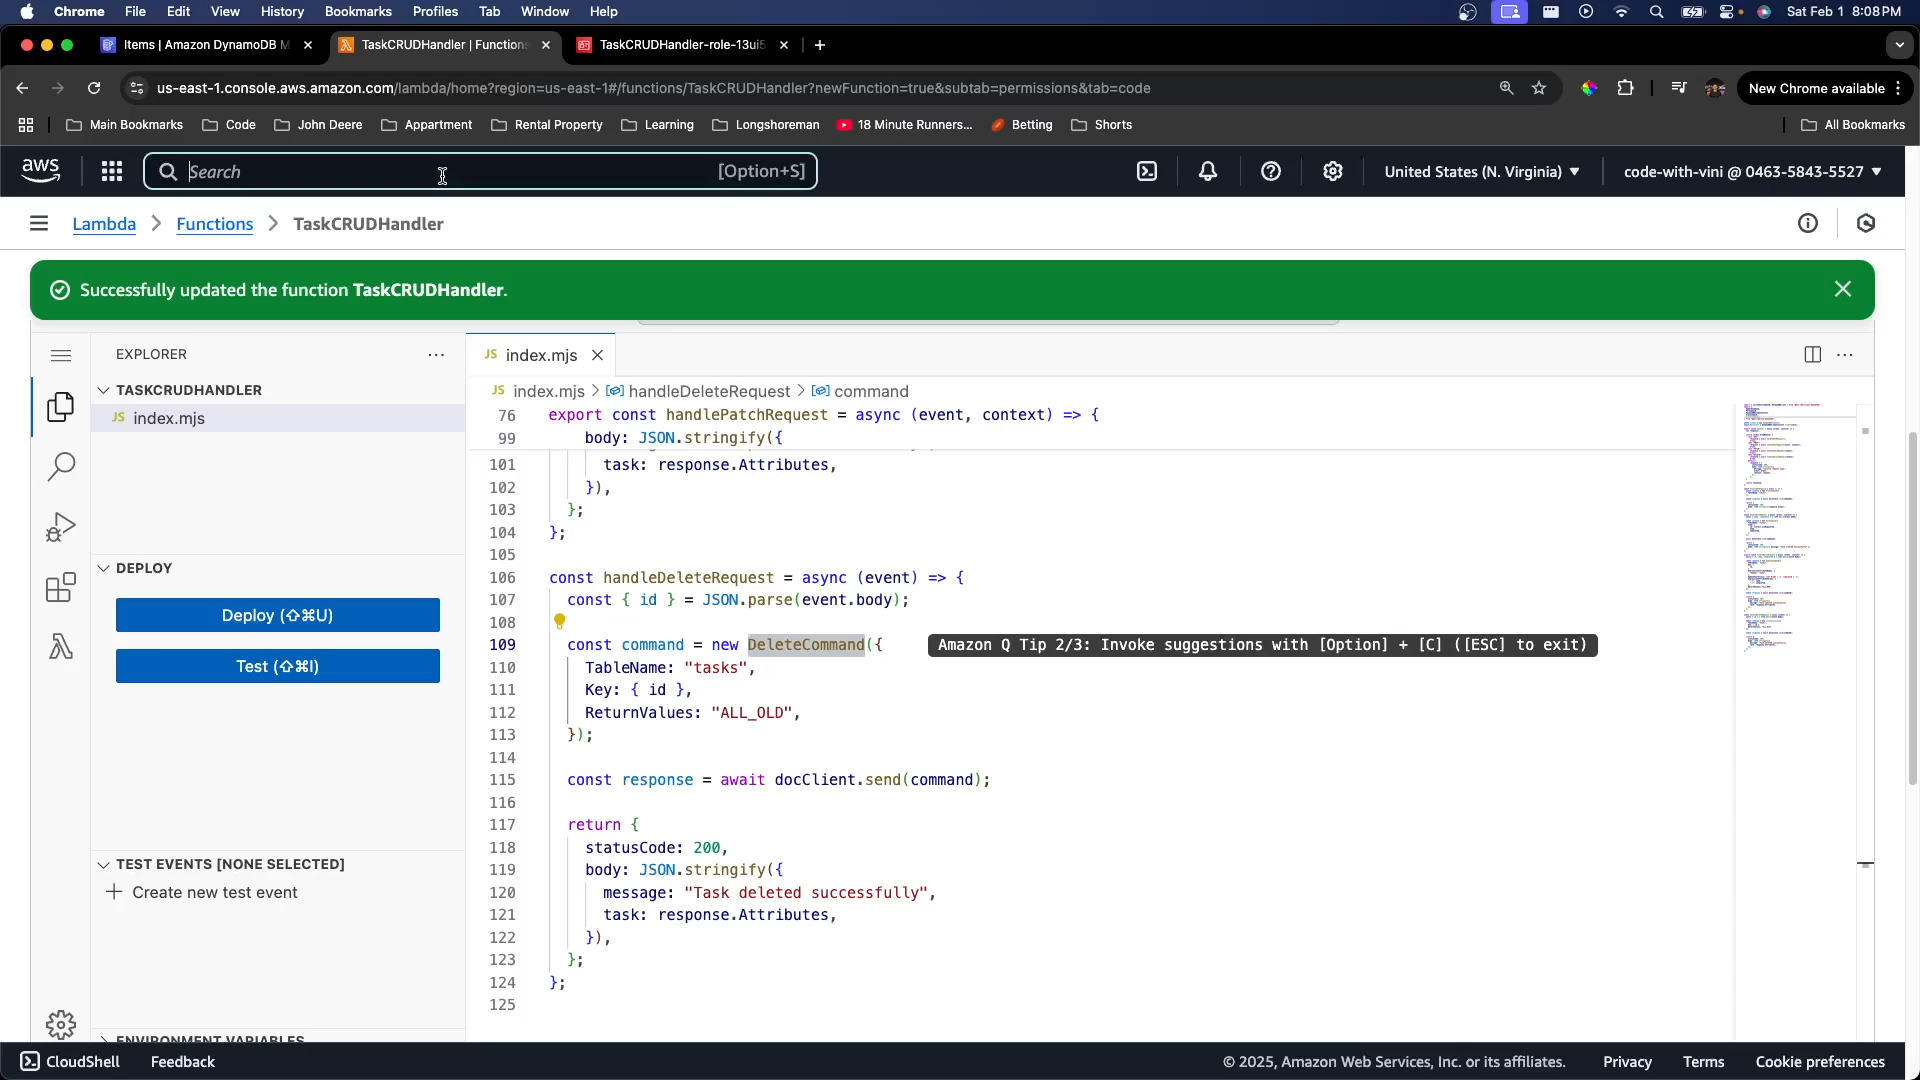 Chrome File Edit View History Bookmarks Profiles Tab Window Help Sat Feb 1 8:08 PM
Items | Amazon DynamoDB M TaskCRUDHandler | Functions TaskCRUDHandler-role-13ui5
us-east-1.console.aws.amazon.com/lambda/home?region=us-east-1#/functions/TaskCRUDHandler?newFunction=true&subtab=permissions&tab=code New Chrome available
Main Bookmarks Code John Deere Appartment Rental Property Learning Longshoreman 18 Minute Runners... Betting Shorts All Bookmarks
aws Search [Option+S] United States (N. Virginia) code-with-vini @ 0463-5843-5527
Lambda Functions TaskCRUDHandler
Successfully updated the function TaskCRUDHandler.
EXPLORER
TASKCRUDHANDLER
JS index.mjs
DEPLOY
Deploy (⇧⌘U)
Test (⇧⌘I)
TEST EVENTS [NONE SELECTED]
Create new test event
JS index.mjs
JS index.mjs > handleDeleteRequest > command
76 export const handlePatchRequest = async (event, context) => {
99 body: JSON.stringify({
101 task: response.Attributes,
102 }),
103 };
104 };
105
106 const handleDeleteRequest = async (event) => {
107 const { id } = JSON.parse(event.body);
108
109 const command = new DeleteCommand({ Amazon Q Tip 2/3: Invoke suggestions with [Option] + [C] ([ESC] to exit)
110 TableName: "tasks",
111 Key: { id },
112 ReturnValues: "ALL_OLD",
113 });
114
115 const response = await docClient.send(command);
116
117 return {
118 statusCode: 200,
119 body: JSON.stringify({
120 message: "Task deleted successfully",
121 task: response.Attributes,
122 }),
123 };
124 };
125
ENVIRONMENT VARIABLES
CloudShell Feedback © 2025, Amazon Web Services, Inc. or its affiliates. Privacy Terms Cookie preferences